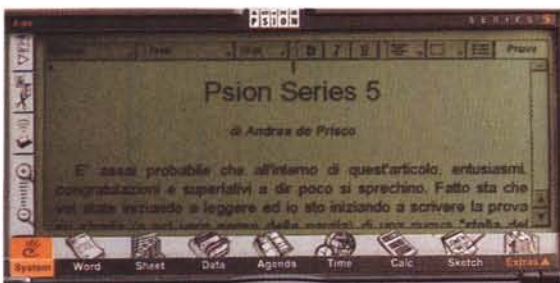 PSION
SERIES 5
B I U Prova
Psion Series 5
di Andrea de Prisco
E' assai probabile che all'interno di quest'articolo, entusiasmi,
congratulazioni e superlativi a dir poco si sprechino. Fatto sta che
voi state iniziando a leggere ed io sto iniziando a scrivere la prova
System Word Sheet Data Agenda Time Calc Sketch Extras